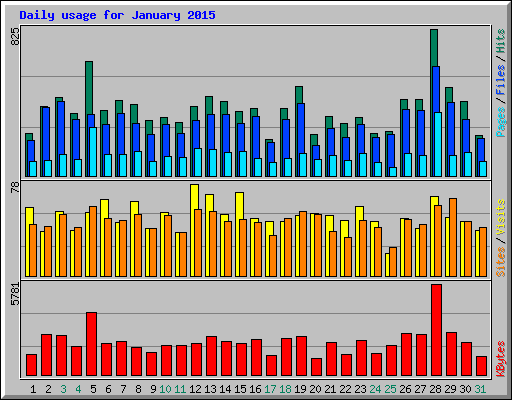 Daily usage for January 2015
825
Pages / Files / Hits
78
Sites / Visits
5781
KBytes
1 2 3 4 5 6 7 8 9 10 11 12 13 14 15 16 17 18 19 20 21 22 23 24 25 26 27 28 29 30 31